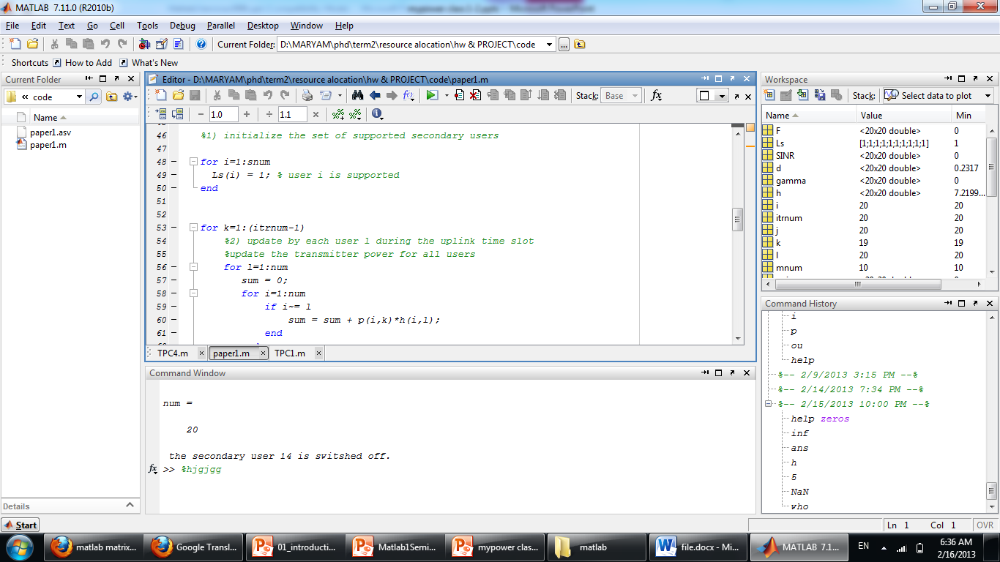 MATLAB 7.11.0 (R2010b)
File Edit Text Go Cell Tools Debug Parallel Desktop Window Help
Current Folder: D:\MARYAM\phd\term2\resource alocation\hw & PROJECT\code
Shortcuts How to Add What's New
Current Folder
« code
Name
paper1.asv
paper1.m
Details
Editor - D:\MARYAM\phd\term2\resource alocation\hw & PROJECT\code\paper1.m
Stack: Base
1.0 1.1
46 %1) initialize the set of supported secondary users
47
48 for i=1:snum
49 Ls(i) = 1; % user i is supported
50 end
51
52
53 for k=1:(itrnum-1)
54 %2) update by each user l during the uplink time slot
55 %update the transmitter power for all users
56 for l=1:num
57 sum = 0;
58 for i=1:num
59 if i~= l
60 sum = sum + p(i,k)*h(i,l);
61 end
TPC4.m paper1.m TPC1.m
Command Window
num =
20
the secondary user 14 is switshed off.
>> %hjgjgg
Workspace
Stack: Select data to plot
Name Value Min
F <20x20 double> 0
Ls [1;1;1;1;1;1;1;1;1;1] 1
SINR <20x20 double> 0
d <20x20 double> 0.2317
gamma <20x20 double> 0
h <20x20 double> 7.2199...
i 20 20
itrnum 20 20
j 20 20
k 19 19
l 20 20
mnum 10 10
Command History
i
p
ou
help
%-- 2/9/2013 3:15 PM --%
%-- 2/14/2013 7:34 PM --%
%-- 2/15/2013 10:00 PM --%
help zeros
inf
ans
h
5
NaN
who
Start
Ln 1 Col 1 OVR
matlab matrix... Google Transl... 01_introducti... Matlab1Semi... mypower clas... matlab file.docx - Mi... MATLAB 7.1... EN 6:36 AM
2/16/2013